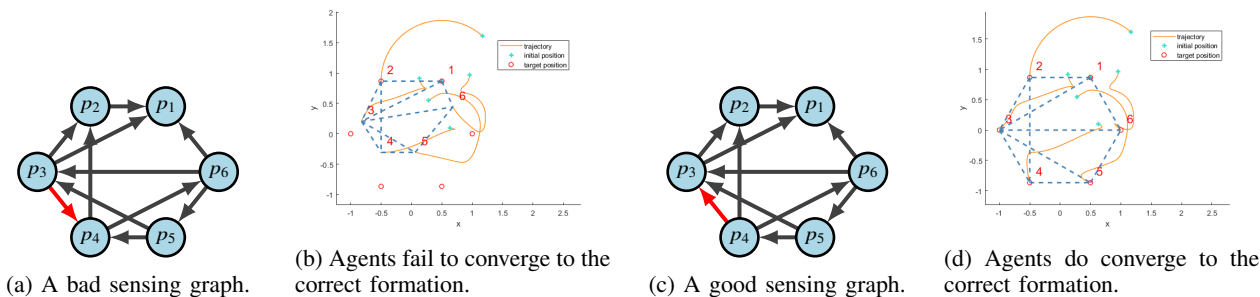 p2
p1
p3
p6
p4
p5
(a) A bad sensing graph.
2
1.5
1
0.5
0
-0.5
-1
y
-1
-0.5
0
0.5
1
1.5
2
2.5
x
trajectory
initial position
target position
2
1
3
6
4
5
(b) Agents fail to converge to the
correct formation.
p2
p1
p3
p6
p4
p5
(c) A good sensing graph.
1.5
1
0.5
0
-0.5
-1
y
-1
-0.5
0
0.5
1
1.5
2
2.5
x
trajectory
initial position
target position
2
1
3
6
4
5
(d) Agents do converge to the
correct formation.